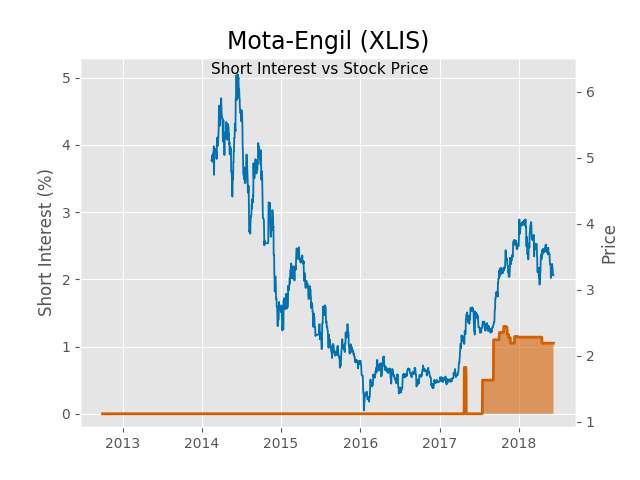 Mota-Engil (XLIS)
Short Interest vs Stock Price
Short Interest (%)
5
4
3
2
1
0
6
5
4
3
2
1
Price
2013 2014 2015 2016 2017 2018